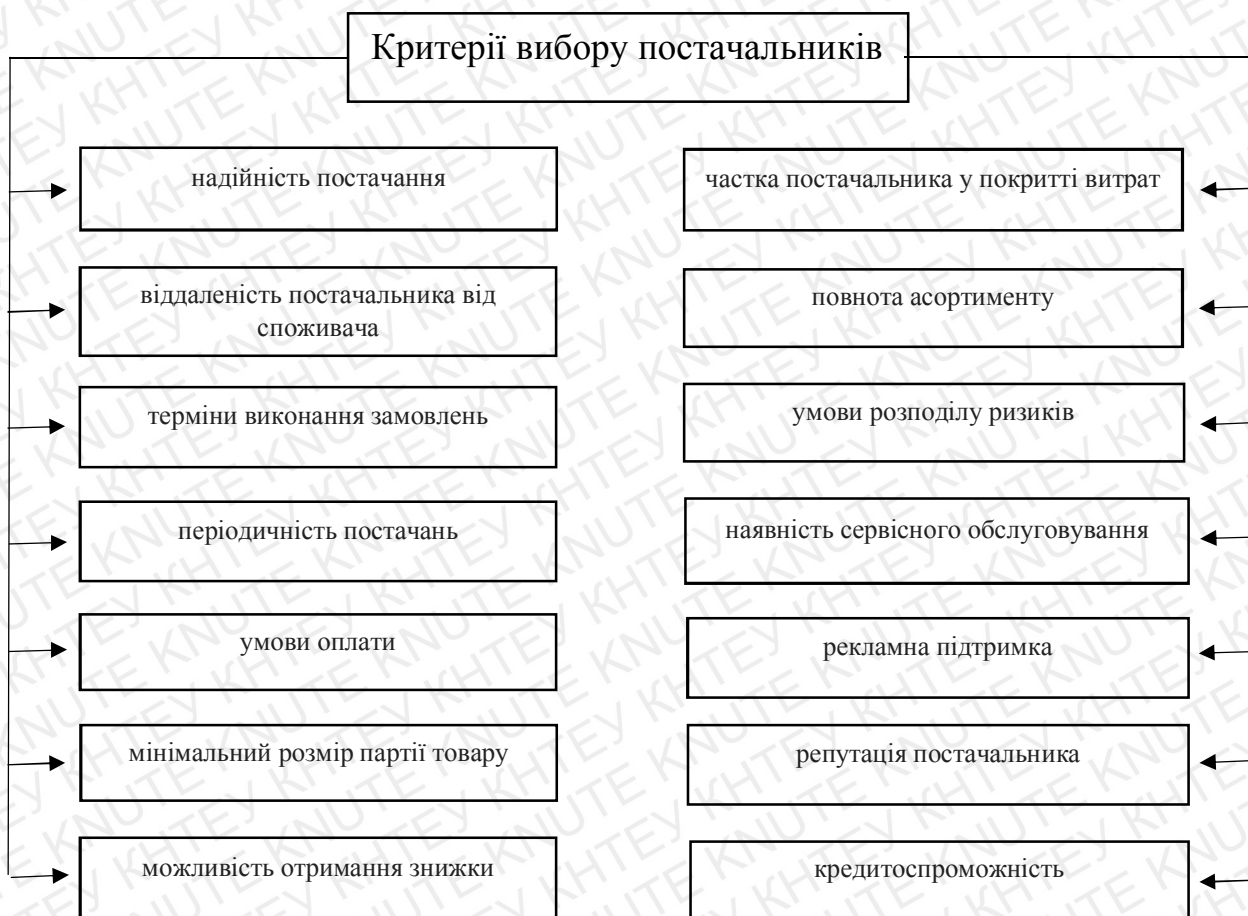 Критерії вибору постачальників
надійність постачання
частка постачальника у покритті витрат
віддаленість постачальника від
споживача
повнота асортименту
терміни виконання замовлень
умови розподілу ризиків
періодичність постачань
наявність сервісного обслуговування
умови оплати
рекламна підтримка
мінімальний розмір партії товару
репутація постачальника
можливість отримання знижки
кредитоспроможність